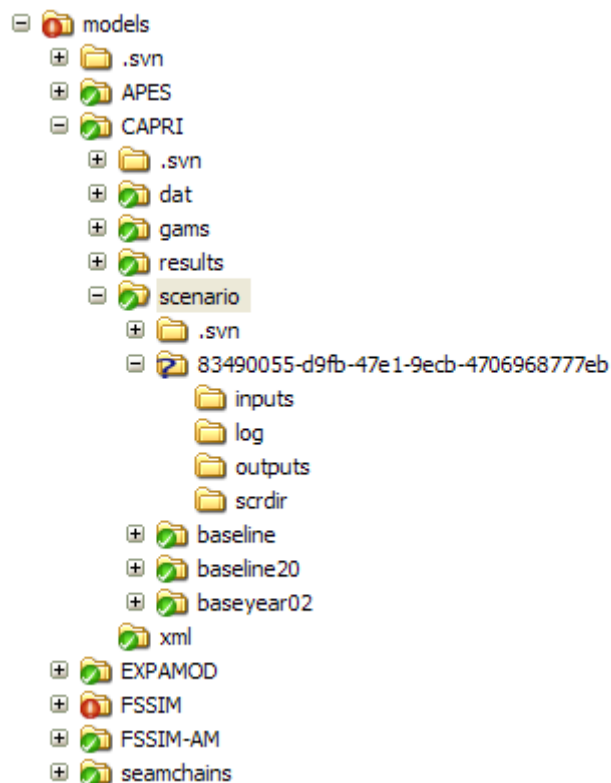 models
.svn
APES
CAPRI
.svn
dat
gams
results
scenario
.svn
83490055-d9fb-47e1-9ecb-4706968777eb
inputs
log
outputs
scrdir
baseline
baseline20
baseyear02
xml
EXPAMOD
FSSIM
FSSIM-AM
seamchains